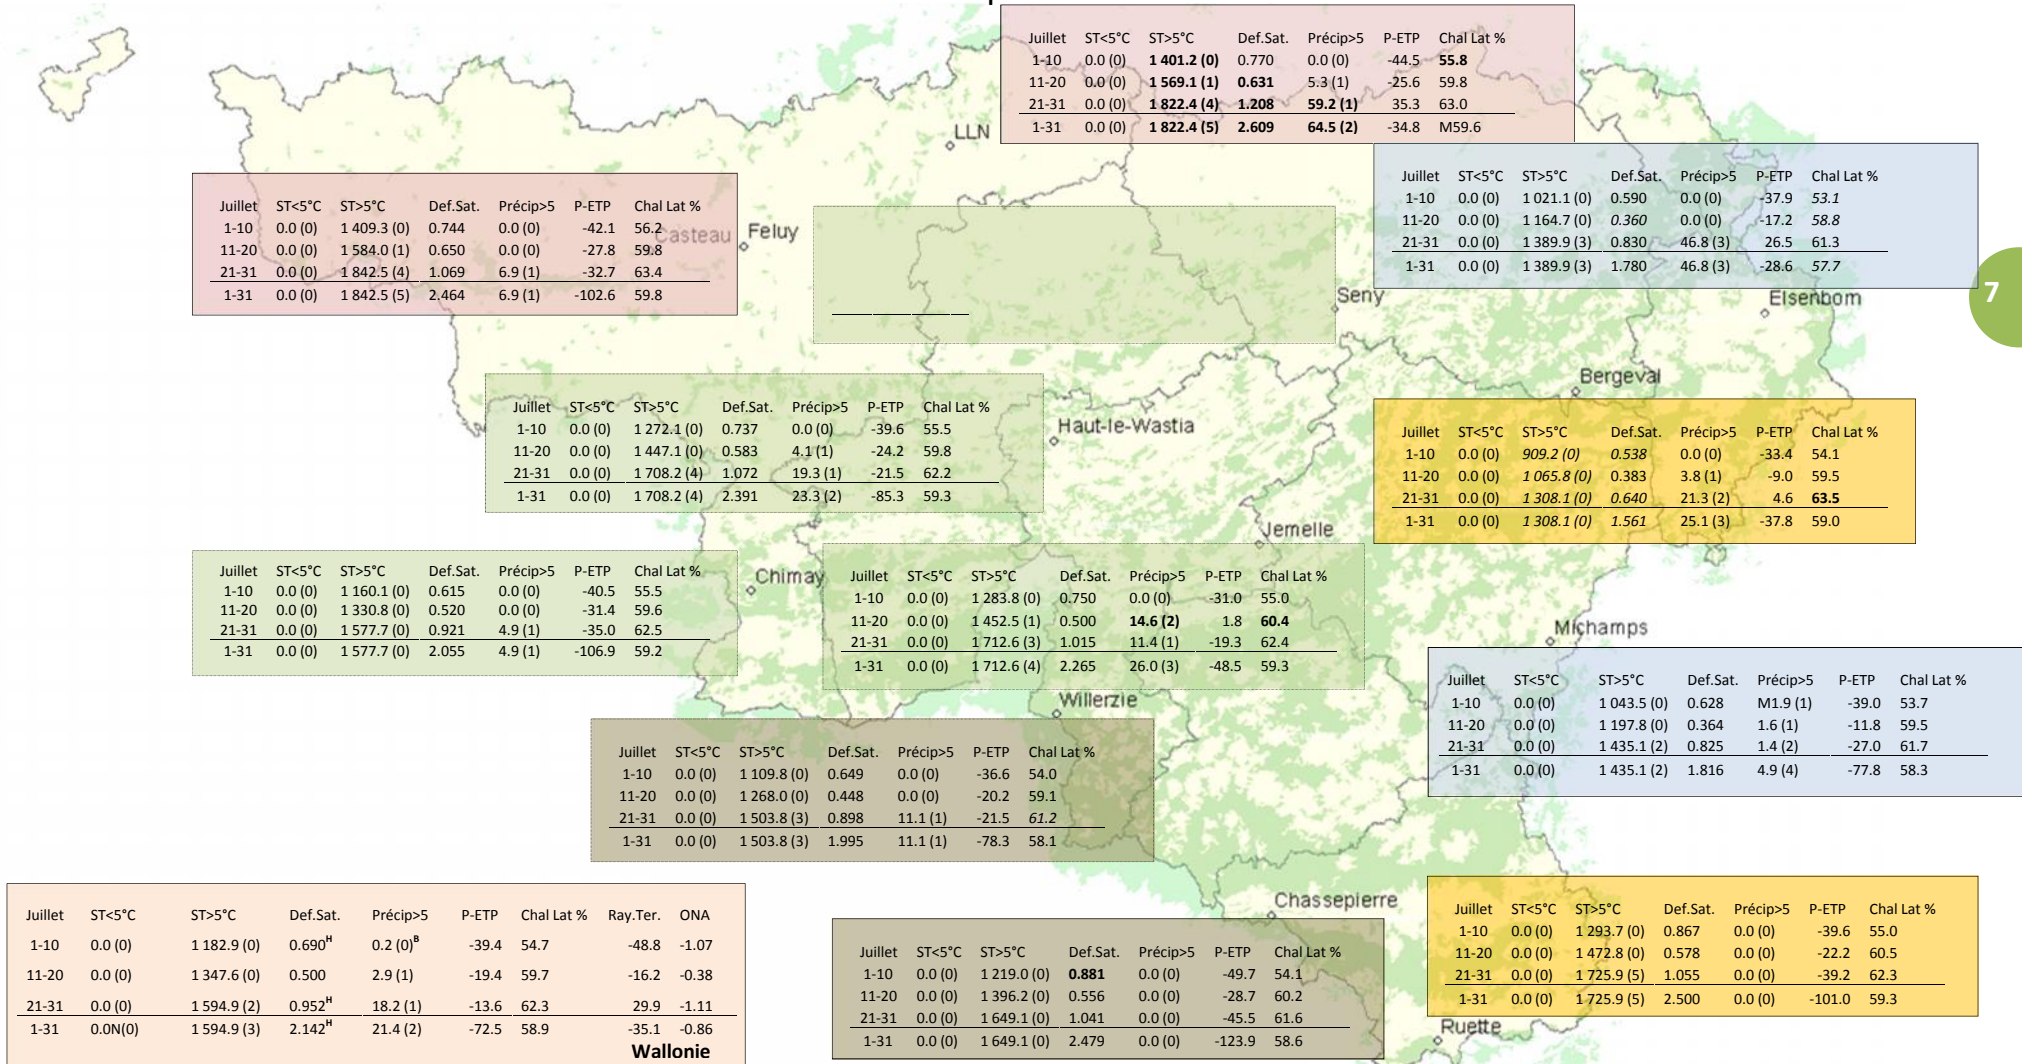 Juillet ST<5°C ST>5°C Def.Sat. Précip>5 P-ETP Chal Lat %
1-10 0.0 (0) 1 401.2 (0) 0.770 0.0 (0) -44.5 55.8
11-20 0.0 (0) 1 569.1 (1) 0.631 5.3 (1) -25.6 59.8
21-31 0.0 (0) 1 822.4 (4) 1.208 59.2 (1) 35.3 63.0
1-31 0.0 (0) 1 822.4 (5) 2.609 64.5 (2) -34.8 M59.6
LLN
Juillet ST<5°C ST>5°C Def.Sat. Précip>5 P-ETP Chal Lat %
1-10 0.0 (0) 1 021.1 (0) 0.590 0.0 (0) -37.9 53.1
11-20 0.0 (0) 1 164.7 (0) 0.360 0.0 (0) -17.2 58.8
21-31 0.0 (0) 1 389.9 (3) 0.830 46.8 (3) 26.5 61.3
1-31 0.0 (0) 1 389.9 (3) 1.780 46.8 (3) -28.6 57.7
Juillet ST<5°C ST>5°C Def.Sat. Précip>5 P-ETP Chal Lat %
1-10 0.0 (0) 1 409.3 (0) 0.744 0.0 (0) -42.1 56.2
11-20 0.0 (0) 1 584.0 (1) 0.650 0.0 (0) -27.8 59.8
21-31 0.0 (0) 1 842.5 (4) 1.069 6.9 (1) -32.7 63.4
1-31 0.0 (0) 1 842.5 (5) 2.464 6.9 (1) -102.6 59.8
Casteau
Feluy
7
Seny
Elsenborn
Bergeval
Juillet ST<5°C ST>5°C Def.Sat. Précip>5 P-ETP Chal Lat %
1-10 0.0 (0) 1 272.1 (0) 0.737 0.0 (0) -39.6 55.5
11-20 0.0 (0) 1 447.1 (0) 0.583 4.1 (1) -24.2 59.8
21-31 0.0 (0) 1 708.2 (4) 1.072 19.3 (1) -21.5 62.2
1-31 0.0 (0) 1 708.2 (4) 2.391 23.3 (2) -85.3 59.3
Haut-le-Wastia
Juillet ST<5°C ST>5°C Def.Sat. Précip>5 P-ETP Chal Lat %
1-10 0.0 (0) 909.2 (0) 0.538 0.0 (0) -33.4 54.1
11-20 0.0 (0) 1 065.8 (0) 0.383 3.8 (1) -9.0 59.5
21-31 0.0 (0) 1 308.1 (0) 0.640 21.3 (2) 4.6 63.5
1-31 0.0 (0) 1 308.1 (0) 1.561 25.1 (3) -37.8 59.0
Jemelle
Juillet ST<5°C ST>5°C Def.Sat. Précip>5 P-ETP Chal Lat %
1-10 0.0 (0) 1 160.1 (0) 0.615 0.0 (0) -40.5 55.5
11-20 0.0 (0) 1 330.8 (0) 0.520 0.0 (0) -31.4 59.6
21-31 0.0 (0) 1 577.7 (0) 0.921 4.9 (1) -35.0 62.5
1-31 0.0 (0) 1 577.7 (0) 2.055 4.9 (1) -106.9 59.2
Chimay
Juillet ST<5°C ST>5°C Def.Sat. Précip>5 P-ETP Chal Lat %
1-10 0.0 (0) 1 283.8 (0) 0.750 0.0 (0) -31.0 55.0
11-20 0.0 (0) 1 452.5 (1) 0.500 14.6 (2) 1.8 60.4
21-31 0.0 (0) 1 712.6 (3) 1.015 11.4 (1) -19.3 62.4
1-31 0.0 (0) 1 712.6 (4) 2.265 26.0 (3) -48.5 59.3
Michamps
Juillet ST<5°C ST>5°C Def.Sat. Précip>5 P-ETP Chal Lat %
1-10 0.0 (0) 1 043.5 (0) 0.628 M1.9 (1) -39.0 53.7
11-20 0.0 (0) 1 197.8 (0) 0.364 1.6 (1) -11.8 59.5
21-31 0.0 (0) 1 435.1 (2) 0.825 1.4 (2) -27.0 61.7
1-31 0.0 (0) 1 435.1 (2) 1.816 4.9 (4) -77.8 58.3
Willerzie
Juillet ST<5°C ST>5°C Def.Sat. Précip>5 P-ETP Chal Lat %
1-10 0.0 (0) 1 109.8 (0) 0.649 0.0 (0) -36.6 54.0
11-20 0.0 (0) 1 268.0 (0) 0.448 0.0 (0) -20.2 59.1
21-31 0.0 (0) 1 503.8 (3) 0.898 11.1 (1) -21.5 61.2
1-31 0.0 (0) 1 503.8 (3) 1.995 11.1 (1) -78.3 58.1
Juillet ST<5°C ST>5°C Def.Sat. Précip>5 P-ETP Chal Lat % Ray.Ter. ONA
1-10 0.0 (0) 1 182.9 (0) 0.690H 0.2 (0)B -39.4 54.7 -48.8 -1.07
11-20 0.0 (0) 1 347.6 (0) 0.500 2.9 (1) -19.4 59.7 -16.2 -0.38
21-31 0.0 (0) 1 594.9 (2) 0.952H 18.2 (1) -13.6 62.3 29.9 -1.11
1-31 0.0N(0) 1 594.9 (3) 2.142H 21.4 (2) -72.5 58.9 -35.1 -0.86
Wallonie
Chassepierre
Juillet ST<5°C ST>5°C Def.Sat. Précip>5 P-ETP Chal Lat %
1-10 0.0 (0) 1 219.0 (0) 0.881 0.0 (0) -49.7 54.1
11-20 0.0 (0) 1 396.2 (0) 0.556 0.0 (0) -28.7 60.2
21-31 0.0 (0) 1 649.1 (0) 1.041 0.0 (0) -45.5 61.6
1-31 0.0 (0) 1 649.1 (0) 2.479 0.0 (0) -123.9 58.6
Juillet ST<5°C ST>5°C Def.Sat. Précip>5 P-ETP Chal Lat %
1-10 0.0 (0) 1 293.7 (0) 0.867 0.0 (0) -39.6 55.0
11-20 0.0 (0) 1 472.8 (0) 0.578 0.0 (0) -22.2 60.5
21-31 0.0 (0) 1 725.9 (5) 1.055 0.0 (0) -39.2 62.3
1-31 0.0 (0) 1 725.9 (5) 2.500 0.0 (0) -101.0 59.3
Ruette